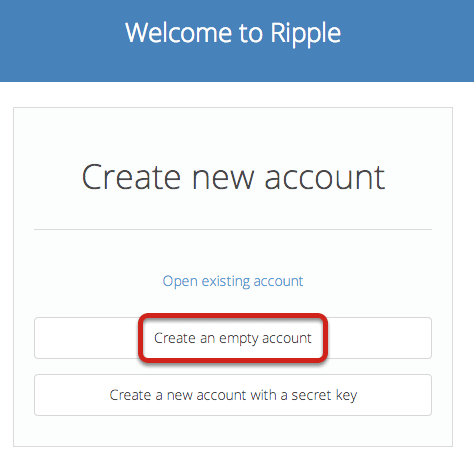 Welcome to Ripple
Create new account
Open existing account
Create an empty account
Create a new account with a secret key